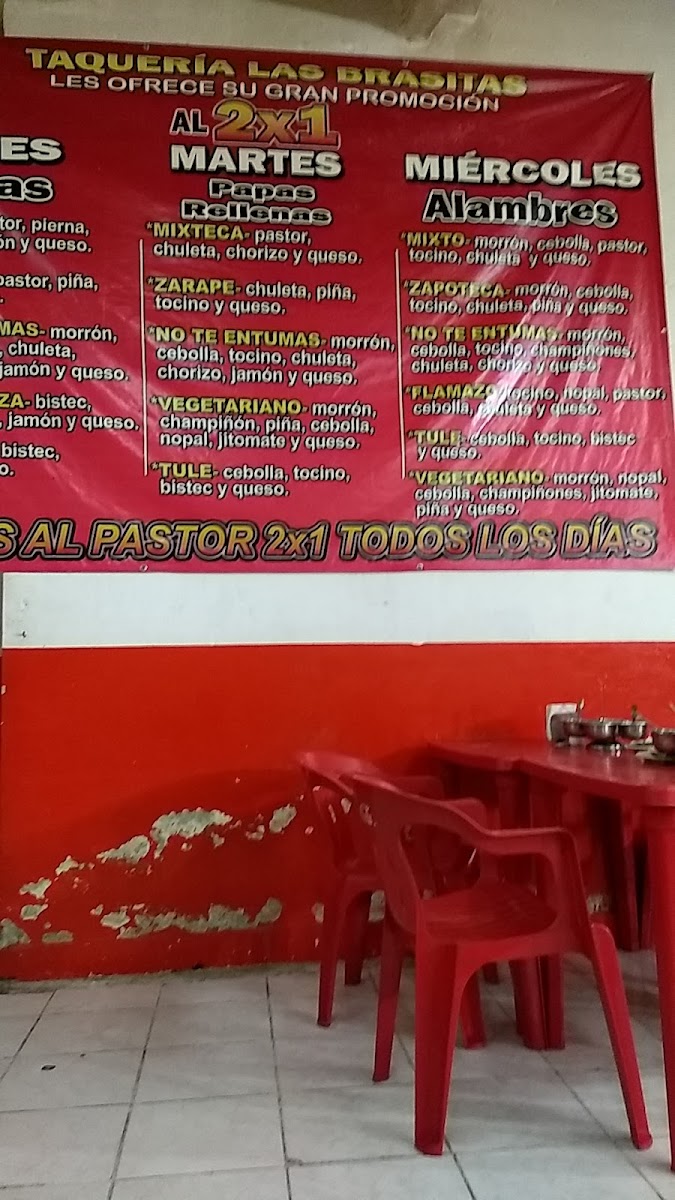 TAQUERÍA LAS BRASITAS
LES OFRECE SU GRAN PROMOCIÓN
AL 2x1
ES
as
tor, pierna,
ón y queso.
pastor, piña,
MAS- morrón,
, chuleta,
jamón y queso.
ZA- bistec,
, jamón y queso.
bistec,
o.
MARTES
Papas
Rellenas
*MIXTECA- pastor,
chuleta, chorizo y queso.
*ZARAPE- chuleta, piña,
tocino y queso.
*NO TE ENTUMAS- morrón,
cebolla, tocino, chuleta,
chorizo, jamón y queso.
*VEGETARIANO- morrón,
champiñón, piña, cebolla,
nopal, jitomate y queso.
*TULE- cebolla, tocino,
bistec y queso.
MIÉRCOLES
Alambres
*MIXTO- morrón, cebolla, pastor,
tocino, chuleta y queso.
*ZAPOTECA- morrón, cebolla,
tocino, chuleta, piña y queso.
*NO TE ENTUMAS- morrón,
cebolla, tocino, champiñones,
chuleta, chorizo y queso.
*FLAMAZO- tocino, nopal, pastor,
cebolla, chuleta y queso.
*TULE- cebolla, tocino, bistec
y queso.
*VEGETARIANO- morrón, nopal,
cebolla, champiñones, jitomate,
piña y queso.
S AL PASTOR 2x1 TODOS LOS DÍAS